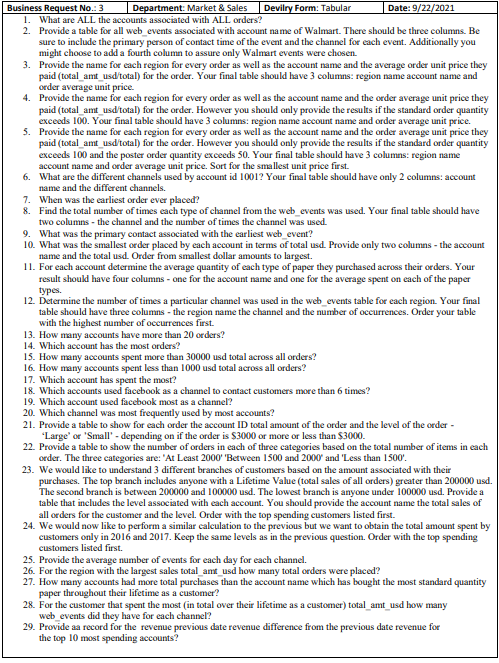 Business Request No.: 3 Department: Market & Sales Devilry Form: Tabular Date: 9/22/2021
1. What are ALL the accounts associated with ALL orders?
2. Provide a table for all web_events associated with account name of Walmart. There should be three columns. Be
sure to include the primary person of contact time of the event and the channel for each event. Additionally you
might choose to add a fourth column to assure only Walmart events were chosen.
3. Provide the name for each region for every order as well as the account name and the average order unit price they
paid (total_amt_usd/total) for the order. Your final table should have 3 columns: region name account name and
order average unit price.
4. Provide the name for each region for every order as well as the account name and the order average unit price they
paid (total_amt_usd/total) for the order. However you should only provide the results if the standard order quantity
exceeds 100. Your final table should have 3 columns: region name account name and order average unit price.
5. Provide the name for each region for every order as well as the account name and the order average unit price they
paid (total_amt_usd/total) for the order. However you should only provide the results if the standard order quantity
exceeds 100 and the poster order quantity exceeds 50. Your final table should have 3 columns: region name
account name and order average unit price. Sort for the smallest unit price first.
6. What are the different channels used by account id 1001? Your final table should have only 2 columns: account
name and the different channels.
7. When was the earliest order ever placed?
8. Find the total number of times each type of channel from the web_events was used. Your final table should have
two columns - the channel and the number of times the channel was used.
9. What was the primary contact associated with the earliest web_event?
10. What was the smallest order placed by each account in terms of total usd. Provide only two columns - the account
name and the total usd. Order from smallest dollar amounts to largest.
11. For each account determine the average quantity of each type of paper they purchased across their orders. Your
result should have four columns - one for the account name and one for the average spent on each of the paper
types.
12. Determine the number of times a particular channel was used in the web_events table for each region. Your final
table should have three columns - the region name the channel and the number of occurrences. Order your table
with the highest number of occurrences first.
13. How many accounts have more than 20 orders?
14. Which account has the most orders?
15. How many accounts spent more than 30000 usd total across all orders?
16. How many accounts spent less than 1000 usd total across all orders?
17. Which account has spent the most?
18. Which accounts used facebook as a channel to contact customers more than 6 times?
19. Which account used facebook most as a channel?
20. Which channel was most frequently used by most accounts?
21. Provide a table to show for each order the account ID total amount of the order and the level of the order -
'Large' or 'Small' - depending on if the order is $3000 or more or less than $3000.
22. Provide a table to show the number of orders in each of three categories based on the total number of items in each
order. The three categories are: 'At Least 2000' 'Between 1500 and 2000' and 'Less than 1500'.
23. We would like to understand 3 different branches of customers based on the amount associated with their
purchases. The top branch includes anyone with a Lifetime Value (total sales of all orders) greater than 200000 usd.
The second branch is between 200000 and 100000 usd. The lowest branch is anyone under 100000 usd. Provide a
table that includes the level associated with each account. You should provide the account name the total sales of
all orders for the customer and the level. Order with the top spending customers listed first.
24. We would now like to perform a similar calculation to the previous but we want to obtain the total amount spent by
customers only in 2016 and 2017. Keep the same levels as in the previous question. Order with the top spending
customers listed first.
25. Provide the average number of events for each day for each channel.
26. For the region with the largest sales total_amt_usd how many total orders were placed?
27. How many accounts had more total purchases than the account name which has bought the most standard quantity
paper throughout their lifetime as a customer?
28. For the customer that spent the most (in total over their lifetime as a customer) total_amt_usd how many
web_events did they have for each channel?
29. Provide aa record for the revenue previous date revenue difference from the previous date revenue for
the top 10 most spending accounts?